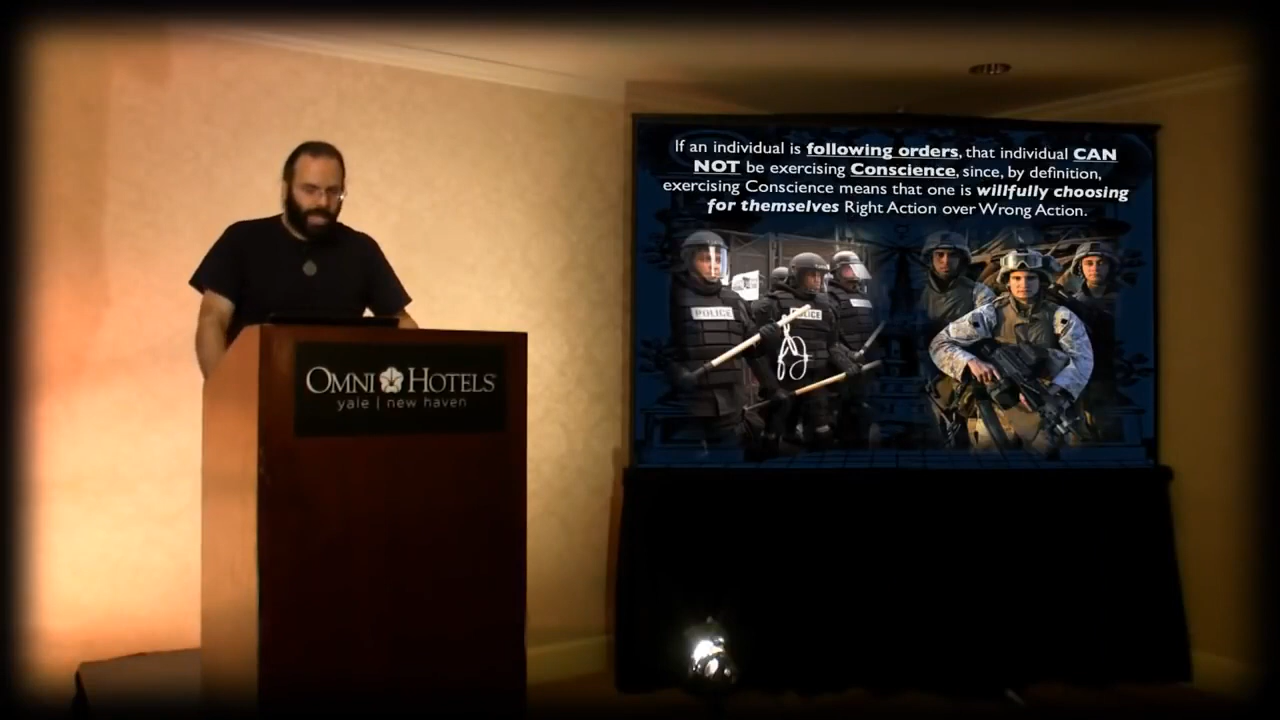 If an individual is following orders, that individual CAN
NOT be exercising Conscience, since, by definition,
exercising Conscience means that one is willfully choosing
for themselves Right Action over Wrong Action.
POLICE
POLICE
OMNI HOTELS
yale | new haven